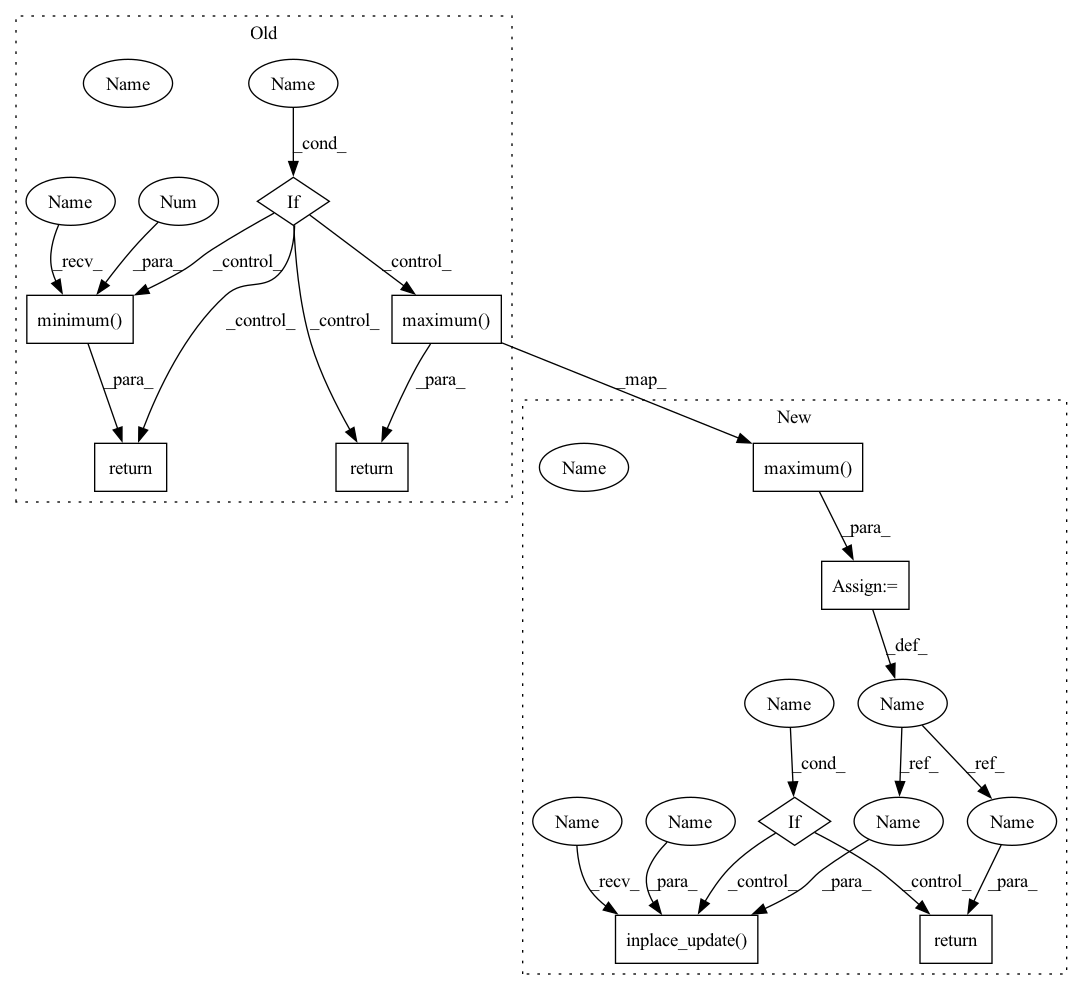 Old
Name
Name
_cond_
Name
Num
If
_recv_
_para_
_control_
_control_
minimum()
maximum()
_control_
_control_
_para_
_para_
_map_
return
return
New
Name
maximum()
_para_
Assign:=
_def_
Name
Name
_cond_
_ref_
_ref_
Name
Name
If
Name
Name
_recv_
_para_
_control_
_para_
_control_
_para_
inplace_update()
return